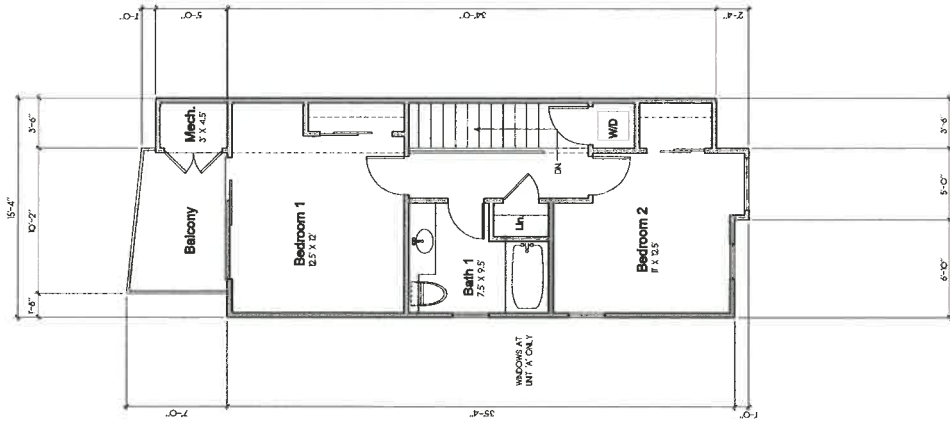 1'-0"
5'-0"
34'-0"
2'-4"
15'-4"
3'-6"
10'-2"
1'-8"
Mech.
3' X 4.5'
Balcony
Bedroom 1
12.5' X 12'
W/D
DN
Lin.
Bath 1
7.5' X 9.5'
Bedroom 2
11' X 12.5'
3'-6"
5'-0"
6'-10"
WINDOWS AT
UNIT 'A' ONLY
7'-0"
35'-4"
1'-0"